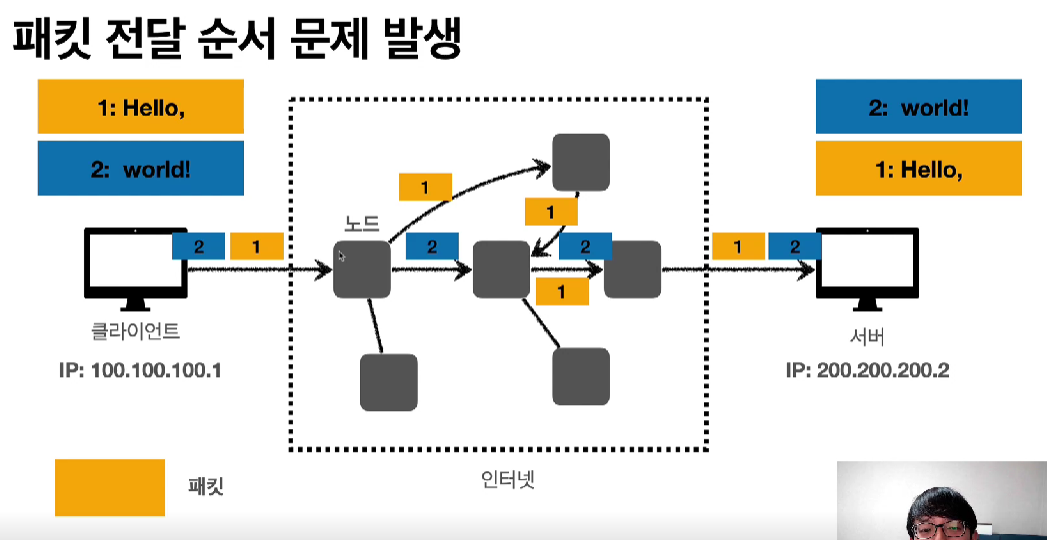 패킷 전달 순서 문제 발생
1: Hello,
2: world!
2: world!
1: Hello,
1
노드
1
2
1
2
2
1
2
1
1
클라이언트
IP: 100.100.100.1
서버
IP: 200.200.200.2
패킷
인터넷